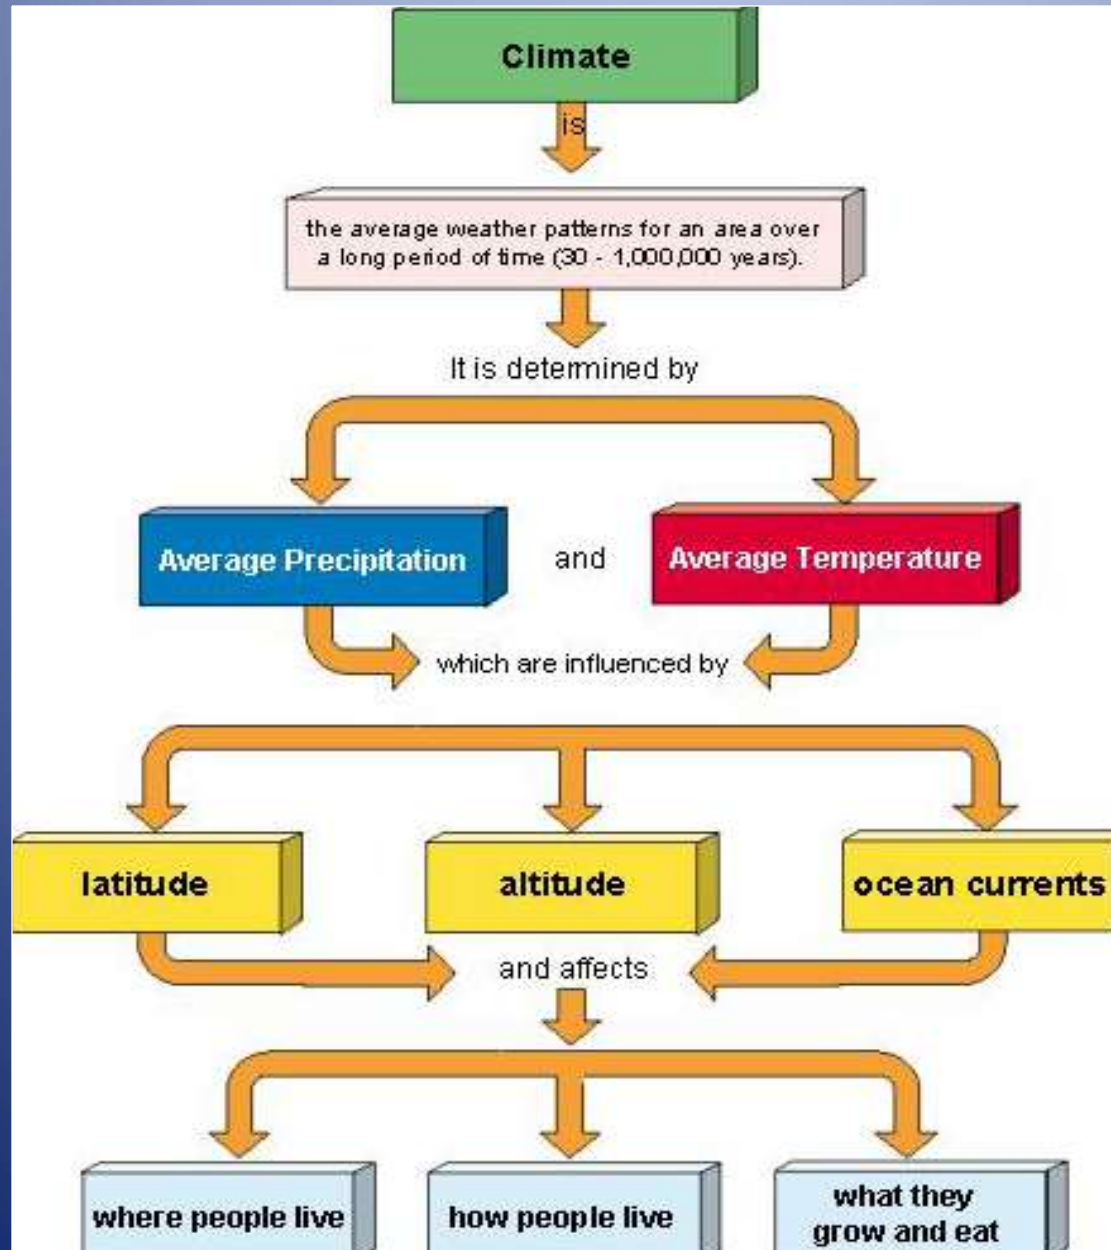 Climate
is
the average weather patterns for an area over
a long period of time (30 - 1,000,000 years).
It is determined by
Average Precipitation
and
Average Temperature
which are influenced by
latitude
altitude
ocean currents
and affects
where people live
how people live
what they
grow and eat